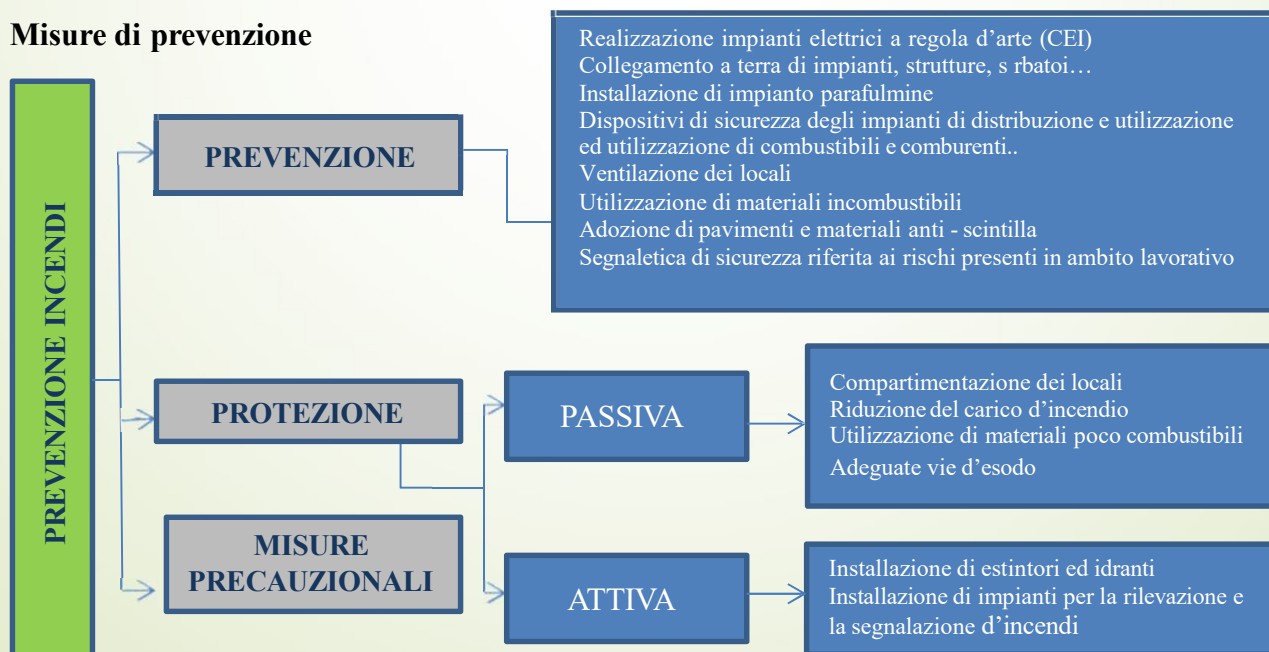 Misure di prevenzione
PREVENZIONE INCENDI
PREVENZIONE
Realizzazione impianti elettrici a regola d’arte (CEI)
Collegamento a terra di impianti, strutture, s rbatoi…
Installazione di impianto parafulmine
Dispositivi di sicurezza degli impianti di distribuzione e utilizzazione
ed utilizzazione di combustibili e comburenti..
Ventilazione dei locali
Utilizzazione di materiali incombustibili
Adozione di pavimenti e materiali anti - scintilla
Segnaletica di sicurezza riferita ai rischi presenti in ambito lavorativo
PROTEZIONE
PASSIVA
Compartimentazione dei locali
Riduzione del carico d’incendio
Utilizzazione di materiali poco combustibili
Adeguate vie d’esodo
ATTIVA
Installazione di estintori ed idranti
Installazione di impianti per la rilevazione e
la segnalazione d’incendi
MISURE
PRECAUZIONALI